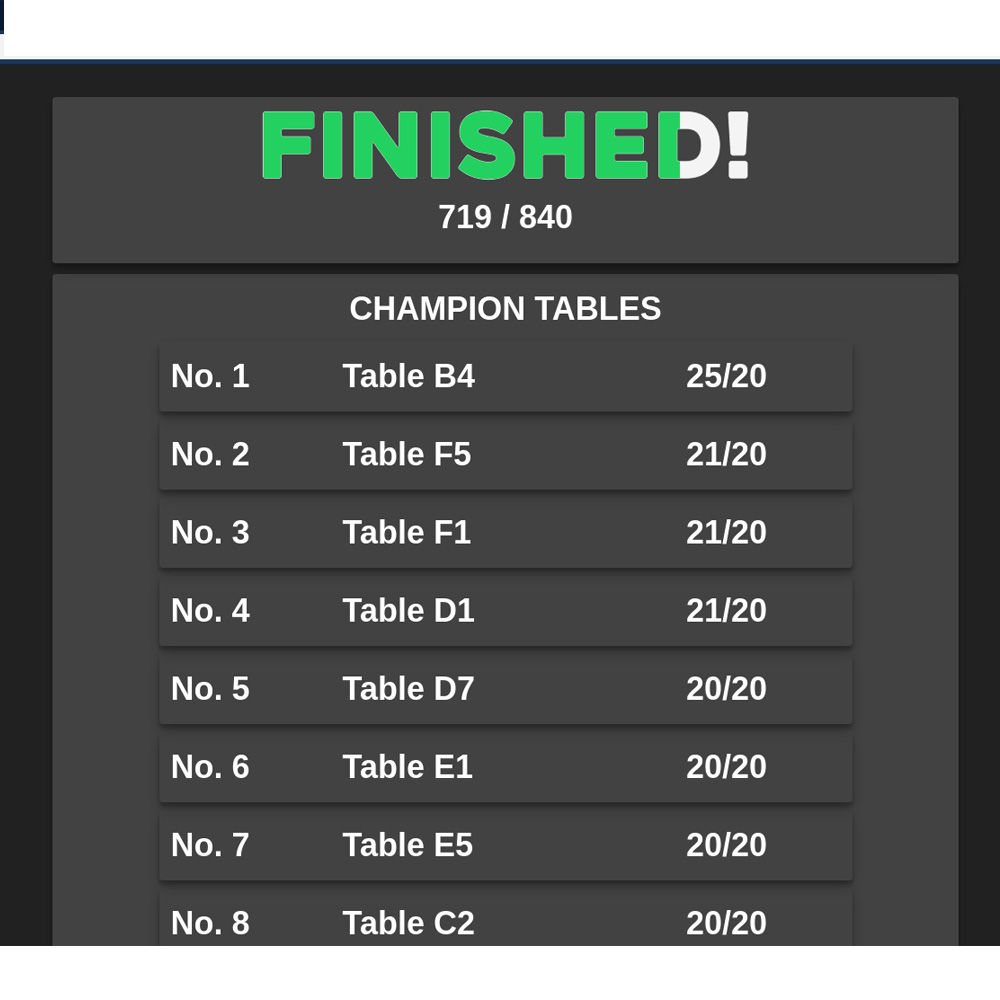 FINISHED!
719 / 840
CHAMPION TABLES
No. 1 Table B4 25/20
No. 2 Table F5 21/20
No. 3 Table F1 21/20
No. 4 Table D1 21/20
No. 5 Table D7 20/20
No. 6 Table E1 20/20
No. 7 Table E5 20/20
No. 8 Table C2 20/20